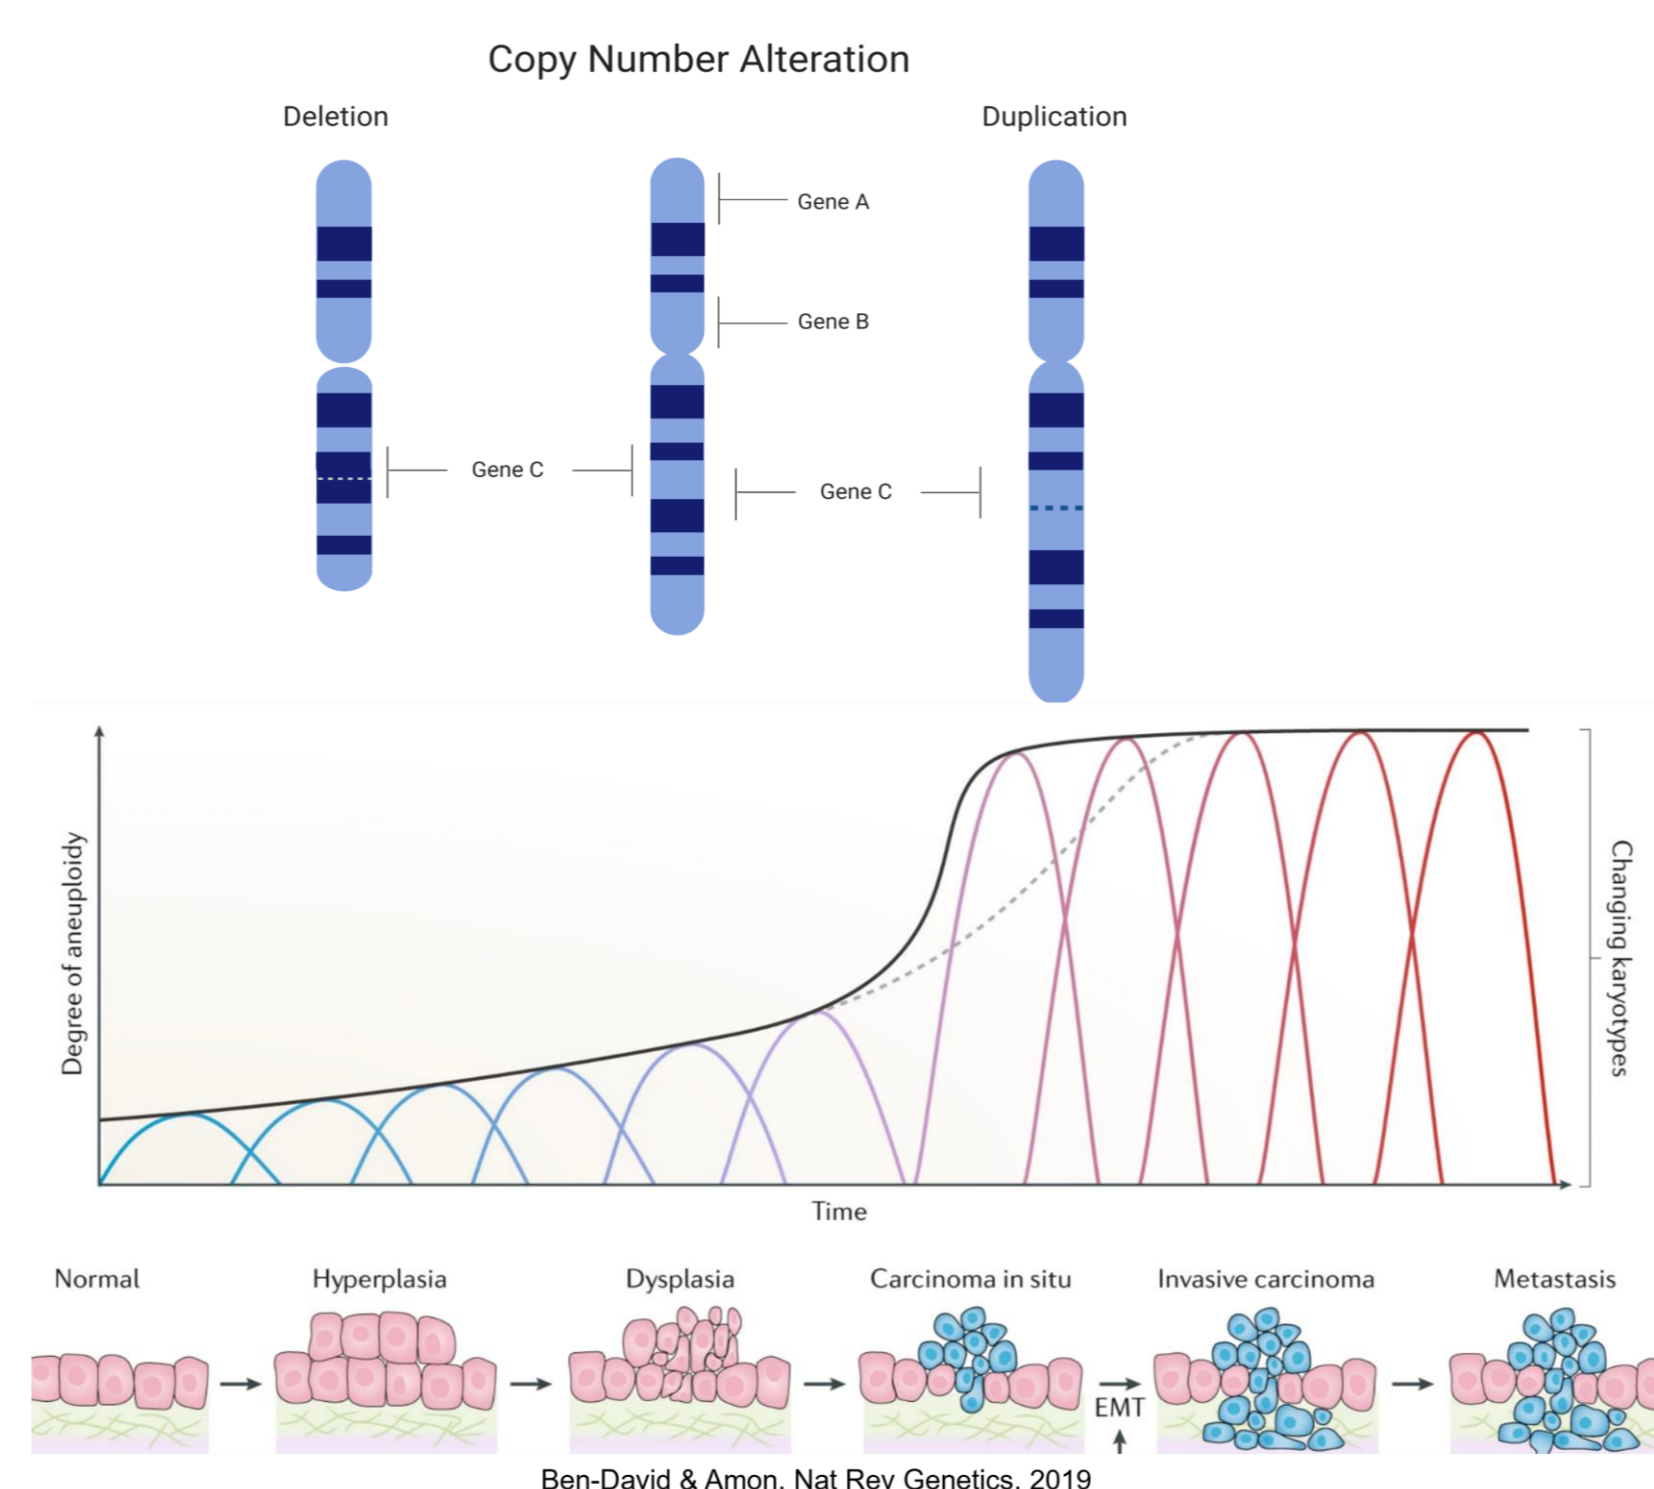 Copy Number Alteration
Deletion
Duplication
Gene A
Gene B
Gene C
Gene C
Degree of aneuploidy
Changing karyotypes
Time
Normal
Hyperplasia
Dysplasia
Carcinoma in situ
Invasive carcinoma
Metastasis
EMT
Ben-David & Amon, Nat Rev Genetics, 2019